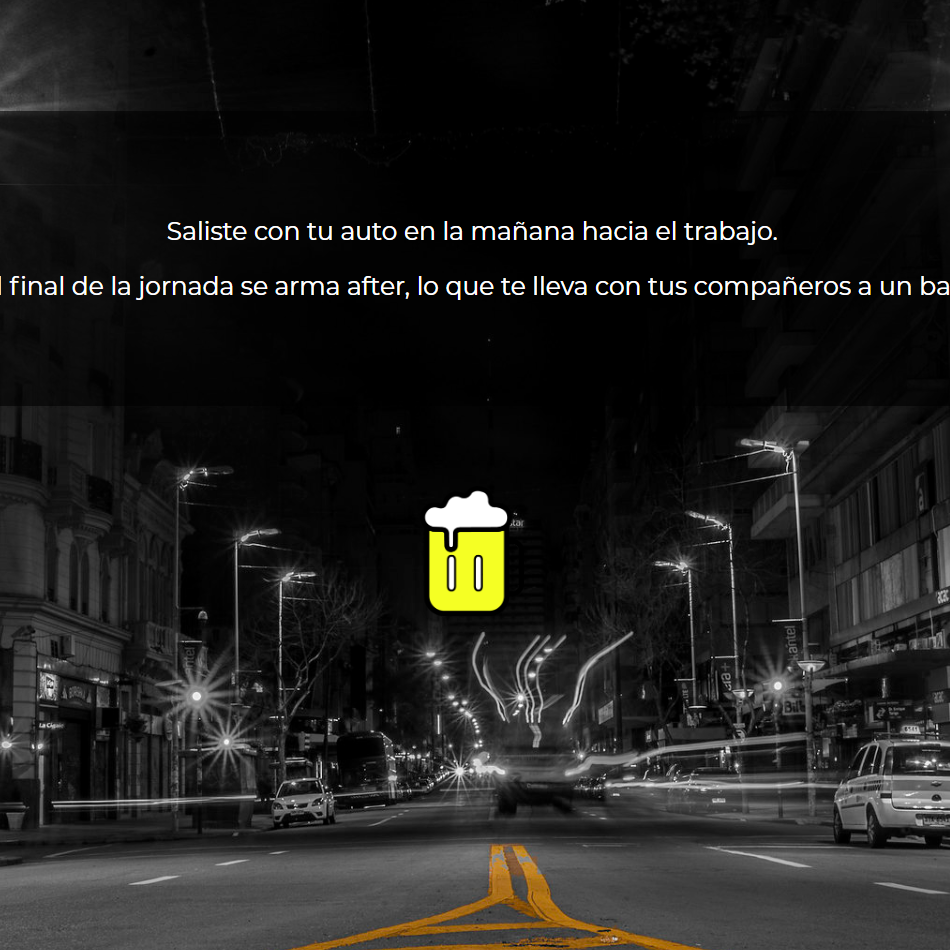 Saliste con tu auto en la mañana hacia el trabajo.
l final de la jornada se arma after, lo que te lleva con tus compañeros a un ba
antel